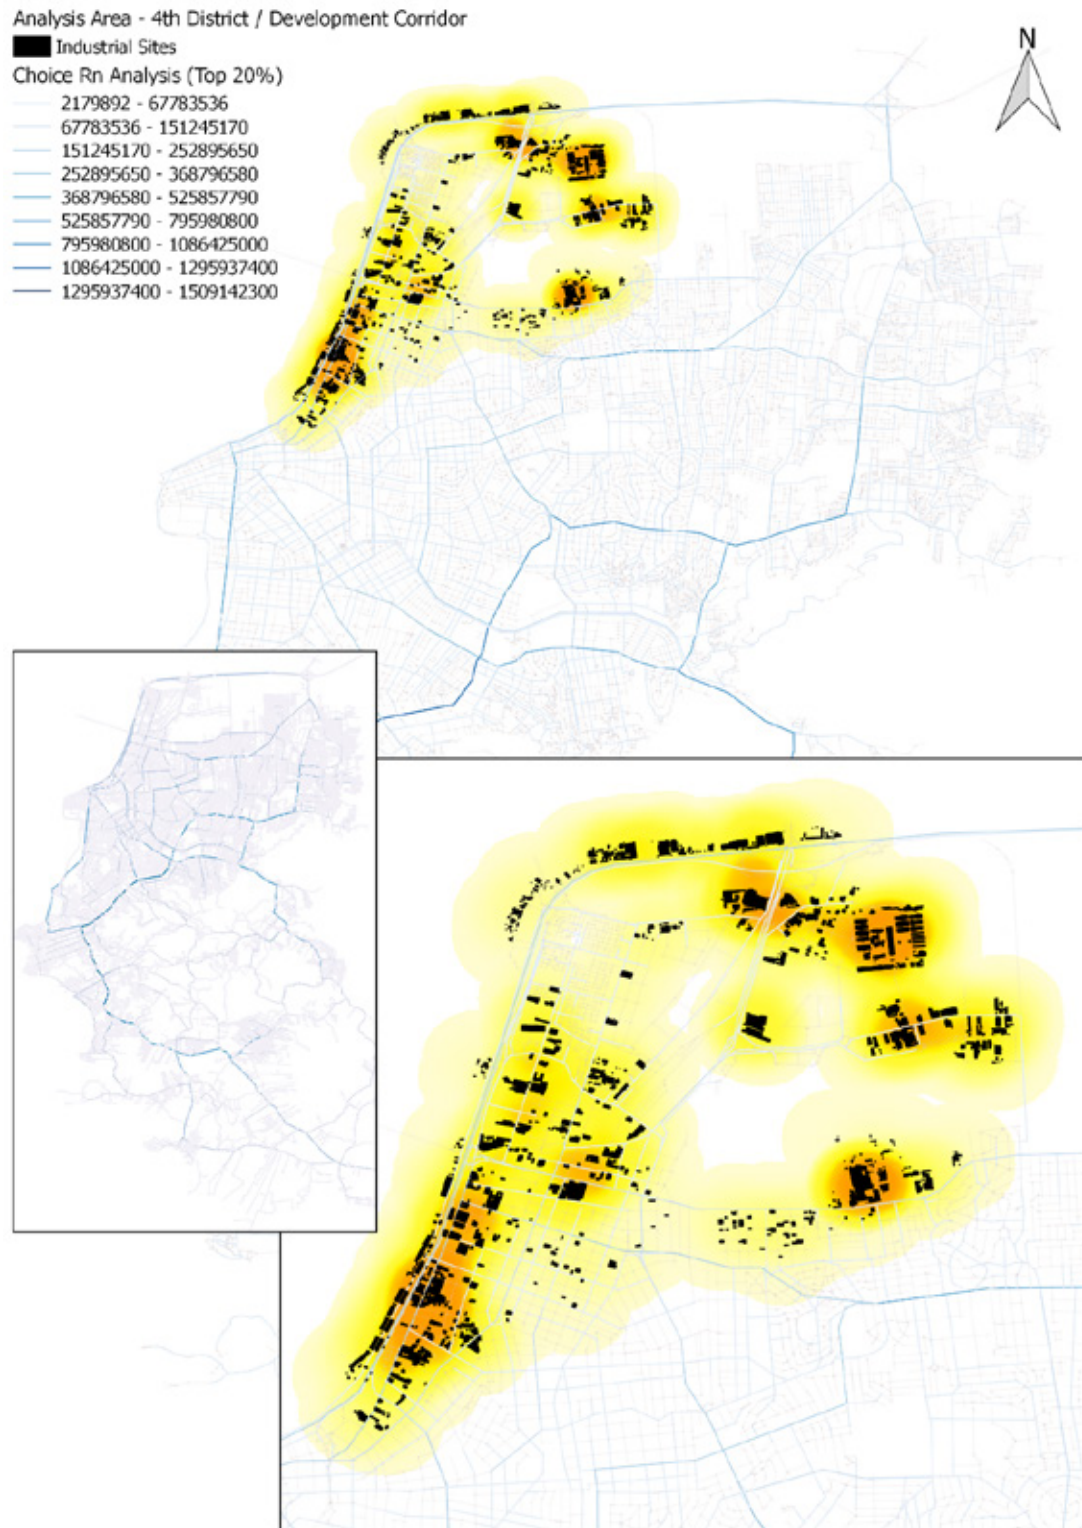 Analysis Area - 4th District / Development Corridor
Industrial Sites
Choice Rn Analysis (Top 20%)
2179892 - 67783536
67783536 - 151245170
151245170 - 252895650
252895650 - 368796580
368796580 - 525857790
525857790 - 795980800
795980800 - 1086425000
1086425000 - 1295937400
1295937400 - 1509142300
N